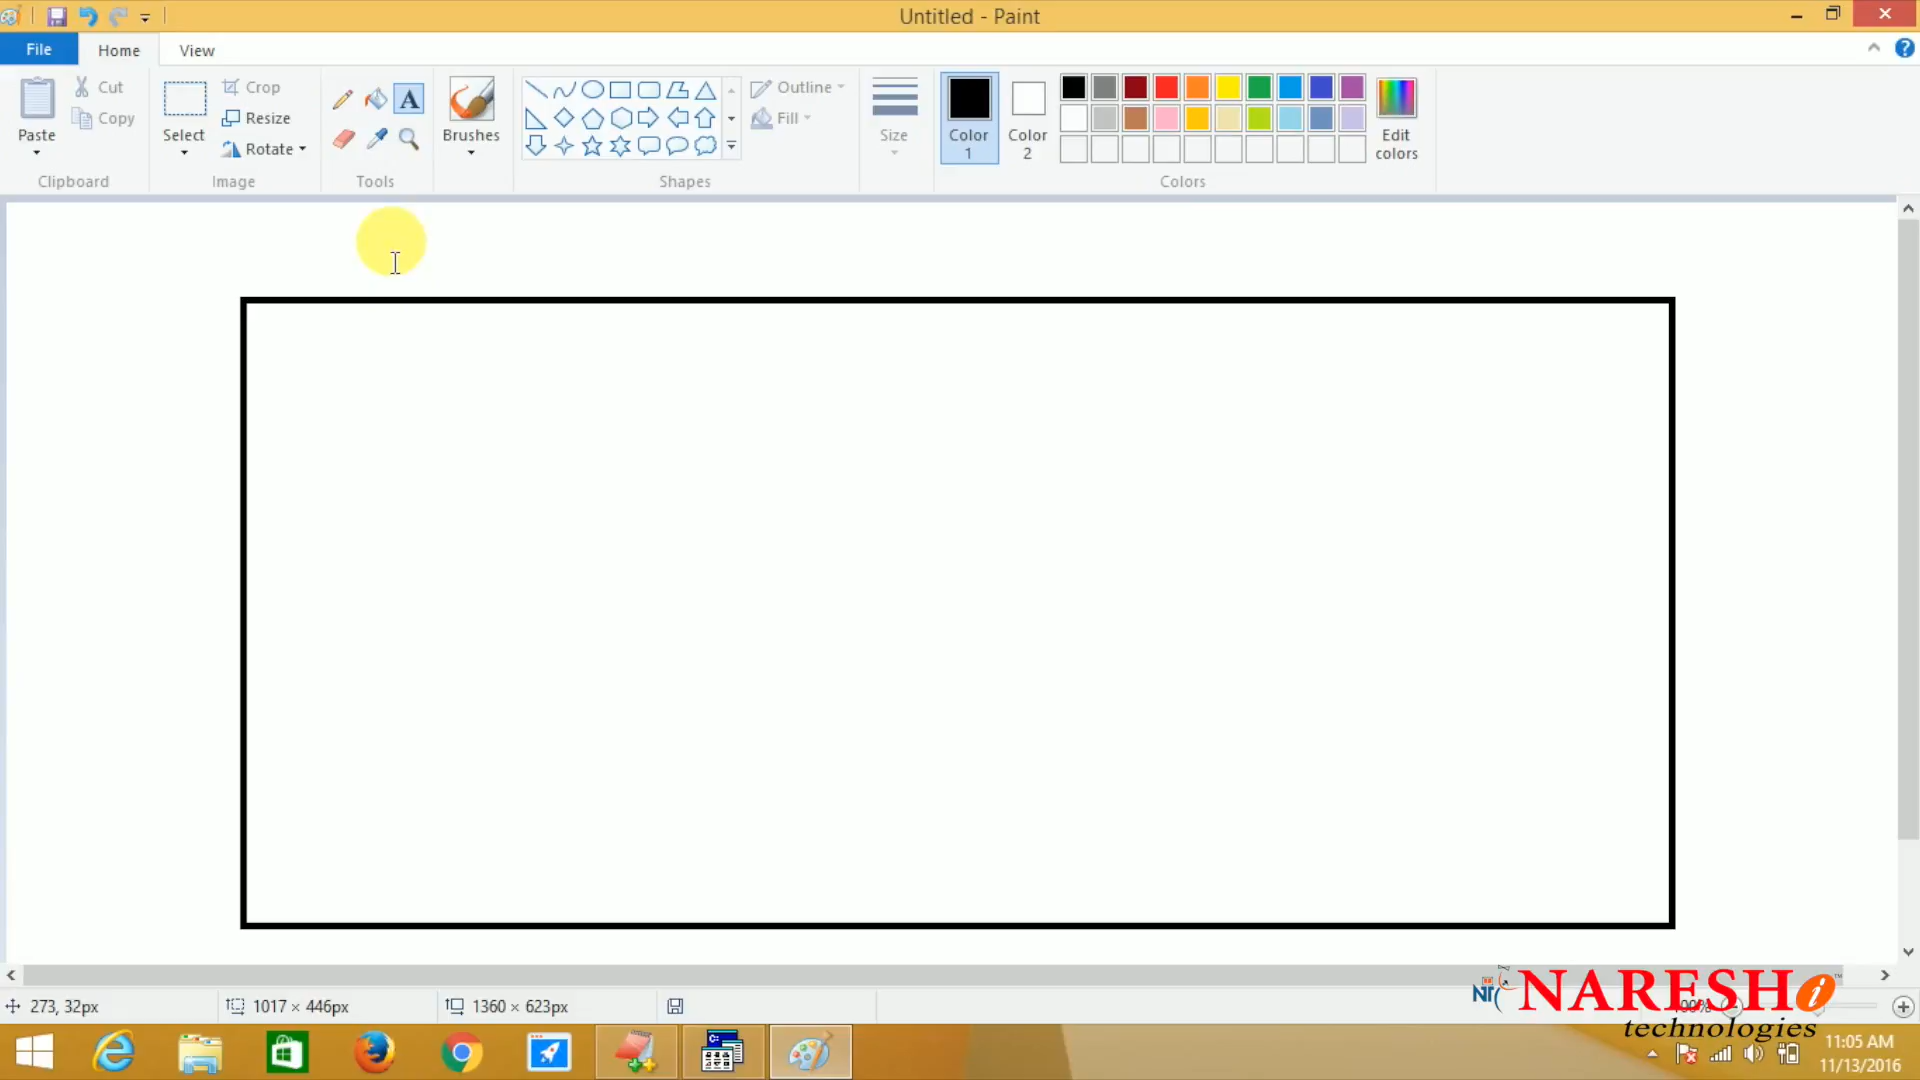 Untitled - Paint
File Home View
Paste
Cut
Copy
Clipboard
Select
Crop
Resize
Rotate
Image
A
Tools
Brushes
Shapes
Outline
Fill
Size
Color 1
Color 2
Edit colors
Colors
273, 32px
1017 × 446px
1360 × 623px
100%
NARESH i
technologies
11:05 AM
11/13/2016